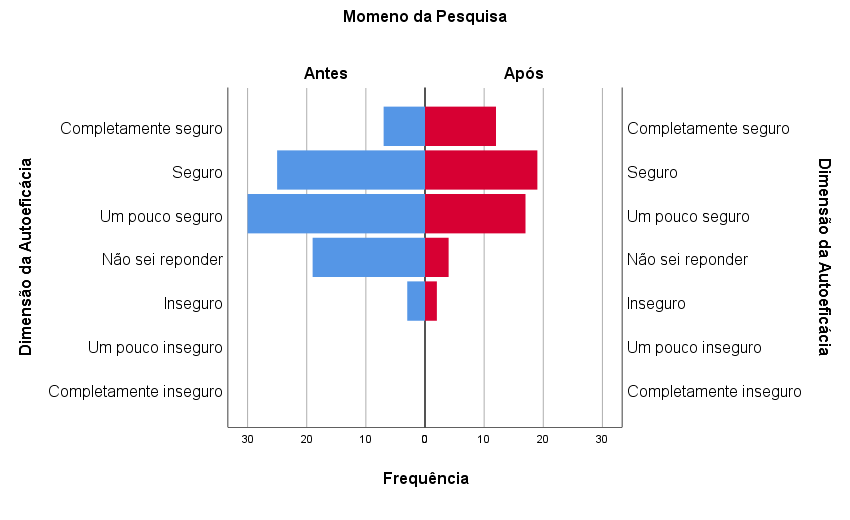 Momeno da Pesquisa
Antes
Após
Dimensão da Autoeficácia
Completamente seguro
Seguro
Um pouco seguro
Não sei reponder
Inseguro
Um pouco inseguro
Completamente inseguro
Completamente seguro
Seguro
Um pouco seguro
Não sei reponder
Inseguro
Um pouco inseguro
Completamente inseguro
Dimensão da Autoeficácia
30 20 10 0 10 20 30
Frequência